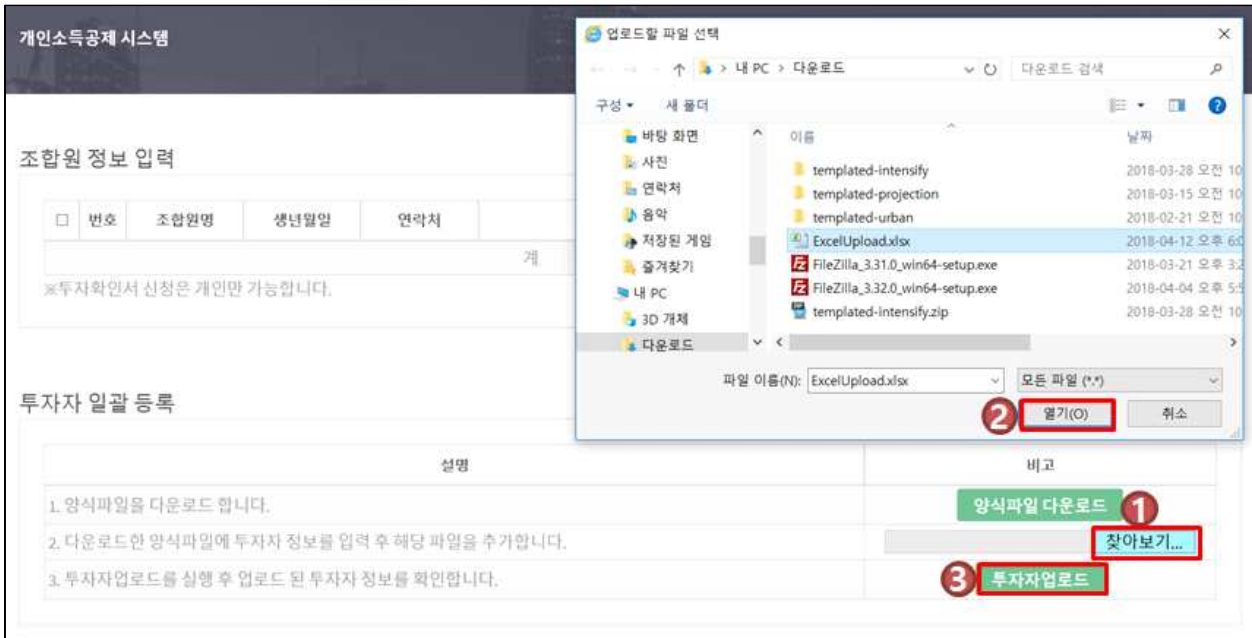 개인소득공제 시스템
조합원 정보 입력
☐ 번호 조합원명 생년월일 연락처
계
※투자확인서 신청은 개인만 가능합니다.
업로드할 파일 선택
내 PC > 다운로드
다운로드 검색
구성 새 폴더
바탕 화면
사진
연락처
음악
저장된 게임
즐겨찾기
내 PC
3D 개체
다운로드
이름 날짜
templated-intensify 2018-03-28 오전 10
templated-projection 2018-03-15 오전 10
templated-urban 2018-02-21 오전 10
ExcelUpload.xlsx 2018-04-12 오후 6:0
FileZilla_3.31.0_win64-setup.exe 2018-03-21 오후 3:2
FileZilla_3.32.0_win64-setup.exe 2018-04-04 오후 5:5
templated-intensify.zip 2018-03-28 오전 10
파일 이름(N): ExcelUpload.xlsx 모든 파일 (*.*)
2 열기(O) 취소
투자자 일괄 등록
설명 비고
1. 양식파일을 다운로드 합니다. 양식파일 다운로드 1
2. 다운로드한 양식파일에 투자자 정보를 입력 후 해당 파일을 추가합니다. 찾아보기...
3. 투자자업로드를 실행 후 업로드 된 투자자 정보를 확인합니다. 3 투자자업로드